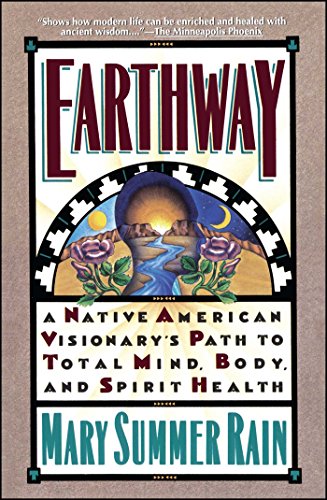 "Shows how modern life can be enriched and healed with
ancient wisdom...."—The Minneapolis Phoenix
EARTHWAY
A NATIVE AMERICAN
VISIONARY'S PATH TO
TOTAL MIND, BODY,
AND SPIRIT HEALTH
MARY SUMMER RAIN